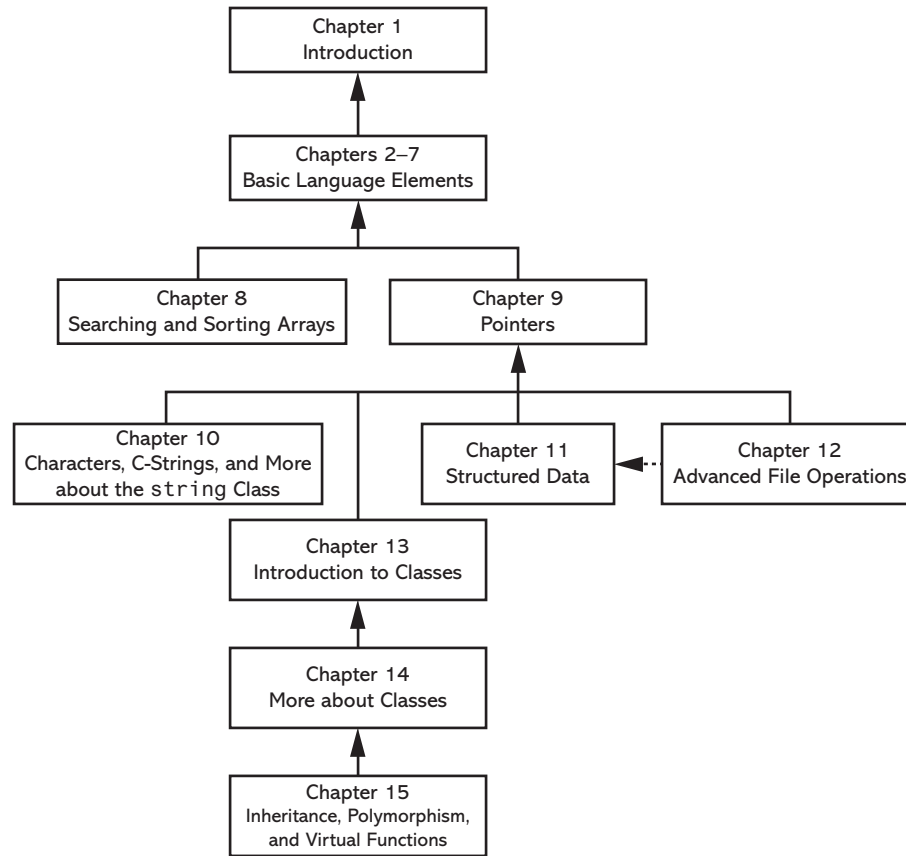 Chapter 1
Introduction
Chapters 2–7
Basic Language Elements
Chapter 8
Searching and Sorting Arrays
Chapter 9
Pointers
Chapter 10
Characters, C-Strings, and More
about the string Class
Chapter 11
Structured Data
Chapter 12
Advanced File Operations
Chapter 13
Introduction to Classes
Chapter 14
More about Classes
Chapter 15
Inheritance, Polymorphism,
and Virtual Functions